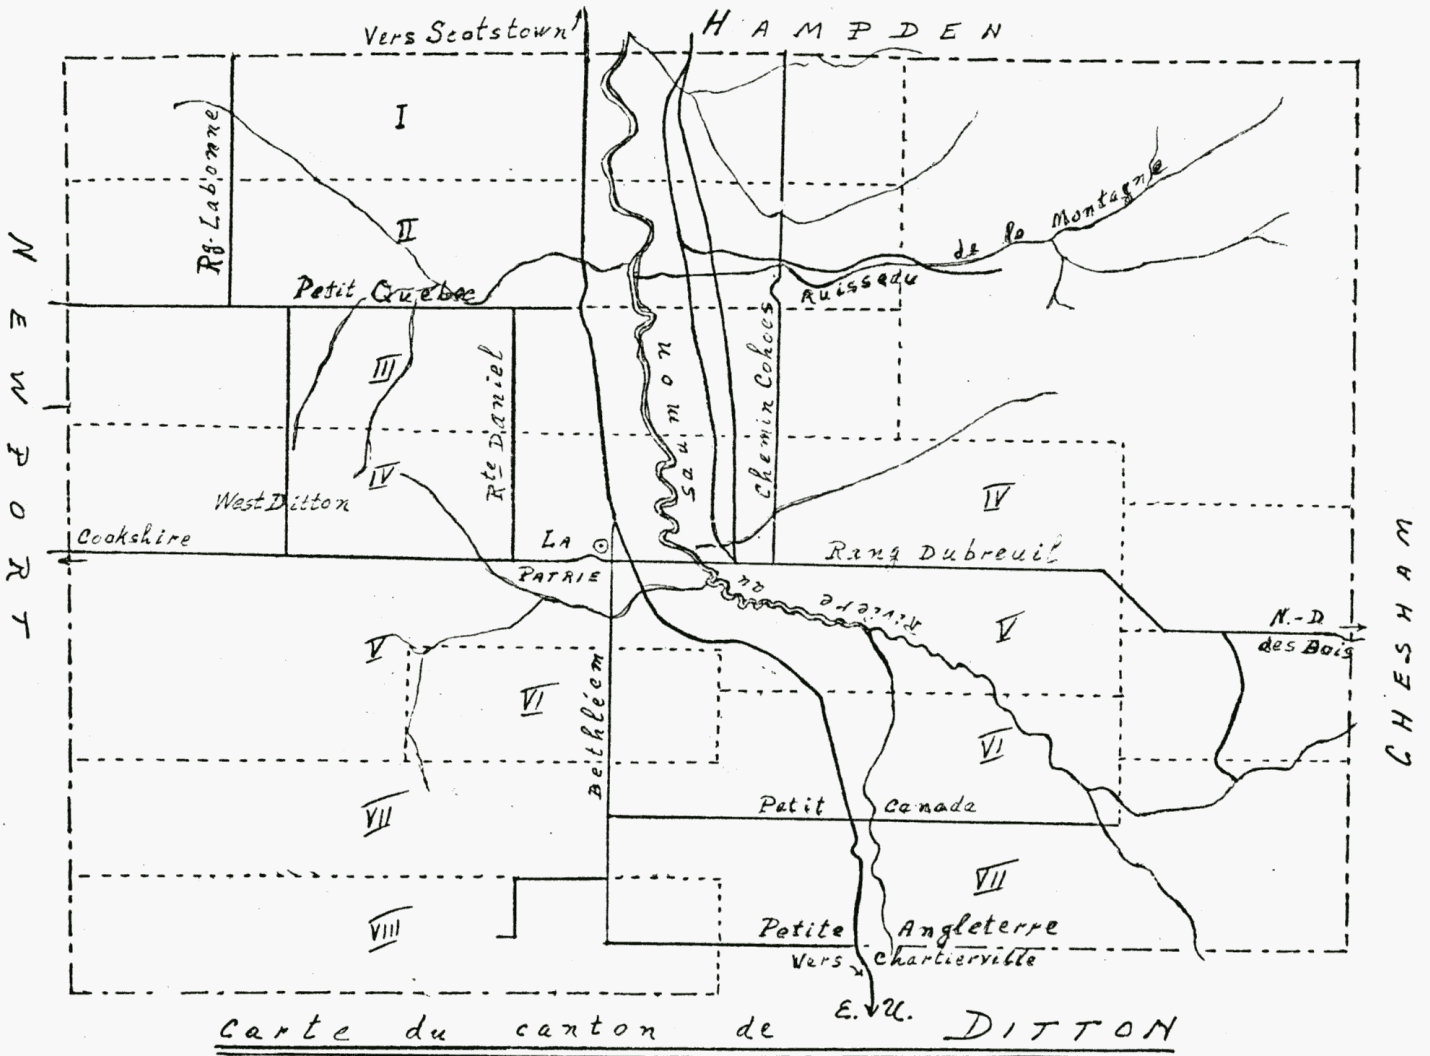 Vers Scotstown
HAMPDEN
I
Rg. Labonne
II
Ruisseau de la Montagne
Petit Québec
NEWPORT
III
Rte Daniel
Saumon
Chemin Cohoes
IV
West Ditton
IV
Cookshire
LA
PATRIE
Rang Dubreuil
Rivière au
V
V
N.-D.
des Bois
CHESHAM
Bethléem
VI
VI
VII
Petit Canada
VII
VIII
Petite Angleterre
Vers Chartierville
E.U.
Carte du canton de DITTON